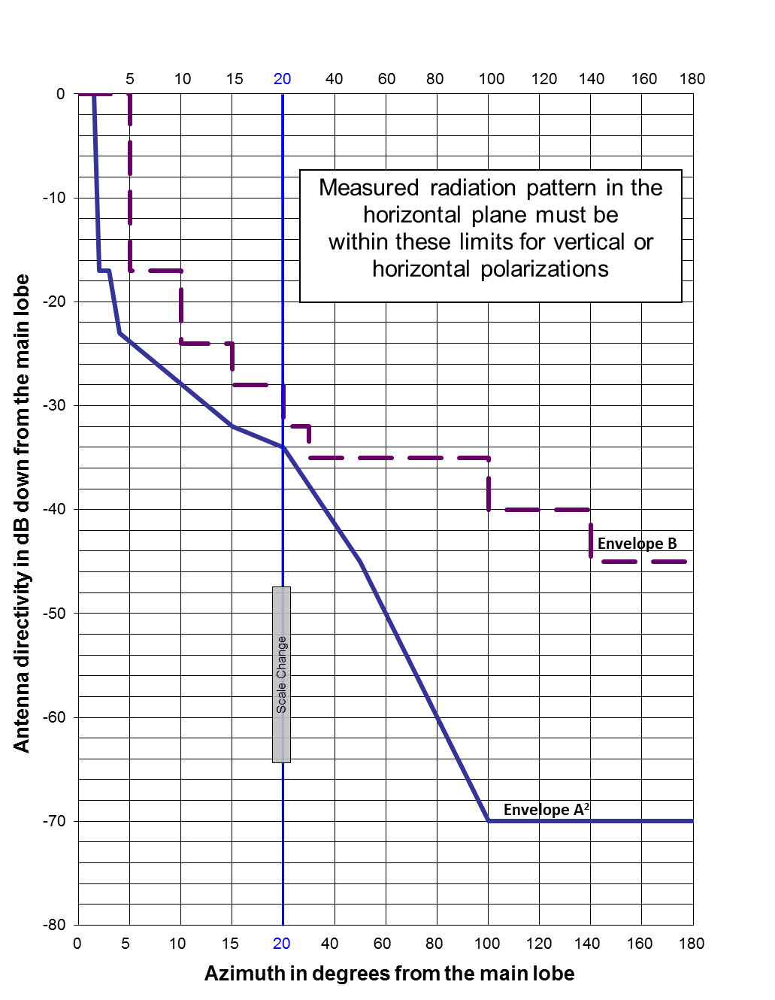 5 10 15 20 40 60 80 100 120 140 160 180
0
-10
-20
-30
-40
-50
-60
-70
-80
Antenna directivity in dB down from the main lobe
Measured radiation pattern in the
horizontal plane must be
within these limits for vertical or
horizontal polarizations
Envelope B
Scale Change
Envelope A²
0 5 10 15 20 40 60 80 100 120 140 160 180
Azimuth in degrees from the main lobe